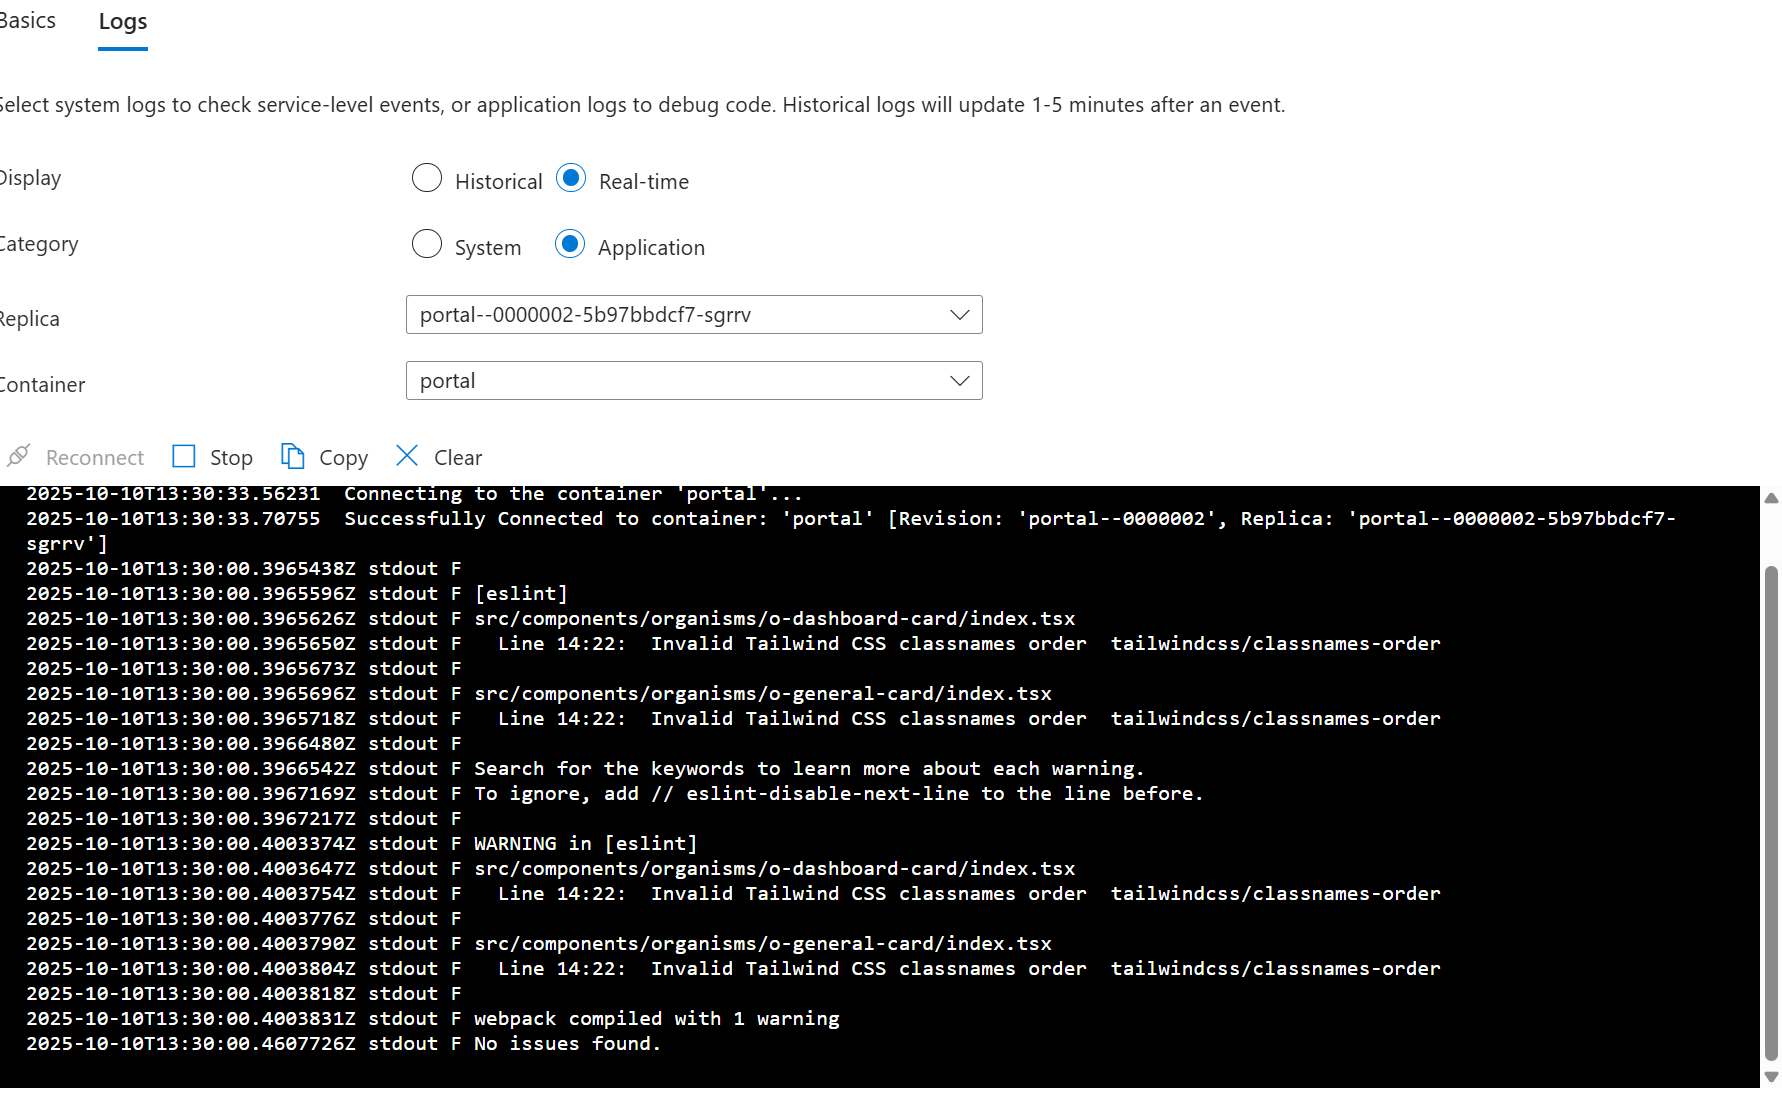 Basics Logs
Select system logs to check service-level events, or application logs to debug code. Historical logs will update 1-5 minutes after an event.
Display Historical Real-time
Category System Application
Replica portal--0000002-5b97bbdcf7-sgrrv
Container portal
Reconnect Stop Copy Clear
2025-10-10T13:30:33.56231  Connecting to the container 'portal'...
2025-10-10T13:30:33.70755  Successfully Connected to container: 'portal' [Revision: 'portal--0000002', Replica: 'portal--0000002-5b97bbdcf7-
sgrrv']
2025-10-10T13:30:00.3965438Z stdout F
2025-10-10T13:30:00.3965596Z stdout F [eslint]
2025-10-10T13:30:00.3965626Z stdout F src/components/organisms/o-dashboard-card/index.tsx
2025-10-10T13:30:00.3965650Z stdout F   Line 14:22:  Invalid Tailwind CSS classnames order  tailwindcss/classnames-order
2025-10-10T13:30:00.3965673Z stdout F
2025-10-10T13:30:00.3965696Z stdout F src/components/organisms/o-general-card/index.tsx
2025-10-10T13:30:00.3965718Z stdout F   Line 14:22:  Invalid Tailwind CSS classnames order  tailwindcss/classnames-order
2025-10-10T13:30:00.3966480Z stdout F
2025-10-10T13:30:00.3966542Z stdout F Search for the keywords to learn more about each warning.
2025-10-10T13:30:00.3967169Z stdout F To ignore, add // eslint-disable-next-line to the line before.
2025-10-10T13:30:00.3967217Z stdout F
2025-10-10T13:30:00.4003374Z stdout F WARNING in [eslint]
2025-10-10T13:30:00.4003647Z stdout F src/components/organisms/o-dashboard-card/index.tsx
2025-10-10T13:30:00.4003754Z stdout F   Line 14:22:  Invalid Tailwind CSS classnames order  tailwindcss/classnames-order
2025-10-10T13:30:00.4003776Z stdout F
2025-10-10T13:30:00.4003790Z stdout F src/components/organisms/o-general-card/index.tsx
2025-10-10T13:30:00.4003804Z stdout F   Line 14:22:  Invalid Tailwind CSS classnames order  tailwindcss/classnames-order
2025-10-10T13:30:00.4003818Z stdout F
2025-10-10T13:30:00.4003831Z stdout F webpack compiled with 1 warning
2025-10-10T13:30:00.4607726Z stdout F No issues found.